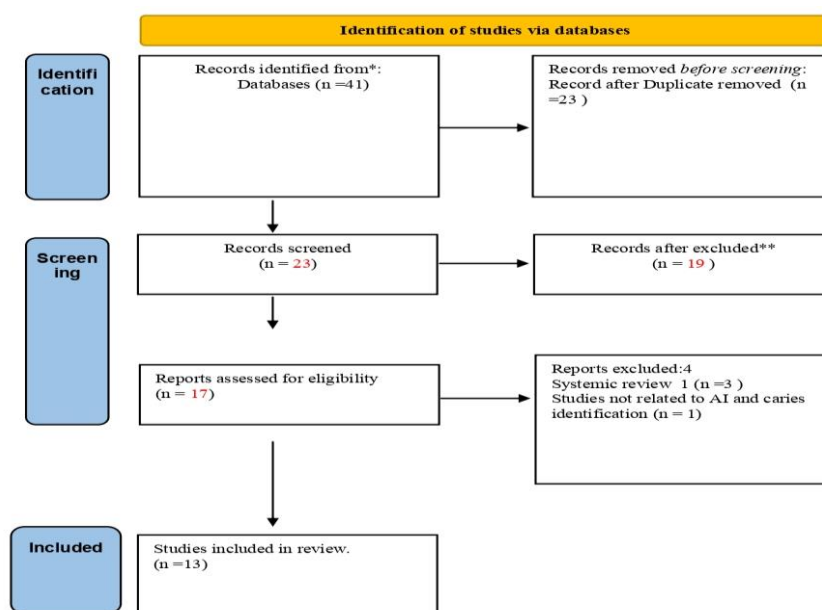 Identification of studies via databases
Identifi
cation
Records identified from*:
Databases (n =41)
Records removed before screening:
Record after Duplicate removed (n
=23 )
Screen
ing
Records screened
(n = 23)
Records after excluded**
(n = 19 )
Reports assessed for eligibility
(n = 17)
Reports excluded:4
Systemic review 1 (n =3 )
Studies not related to AI and caries
identification (n = 1)
Included
Studies included in review.
(n =13)